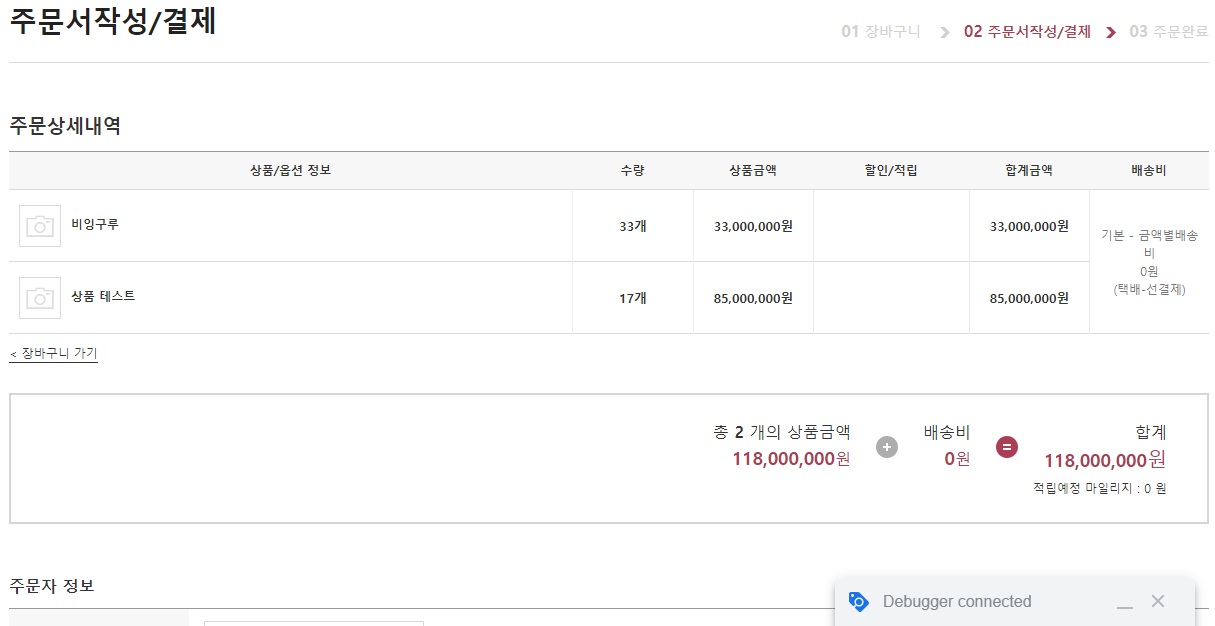 주문서작성/결제
01 장바구니 02 주문서작성/결제 03 주문완료
주문상세내역
상품/옵션 정보 수량 상품금액 할인/적립 합계금액 배송비
비잉구루 33개 33,000,000원 33,000,000원
상품 테스트 17개 85,000,000원 85,000,000원
기본 - 금액별배송
비
0원
(택배-선결제)
< 장바구니 가기
총 2 개의 상품금액 배송비 합계
118,000,000원 + 0원 = 118,000,000원
적립예정 마일리지 : 0 원
주문자 정보
Debugger connected